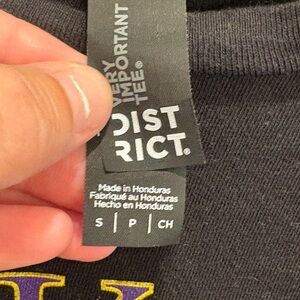 VERY
IMPORTANT
TEE®
DIST
RICT.
Made in Honduras
Fabriqué au Honduras
Hecho en Honduras
S | P | CH